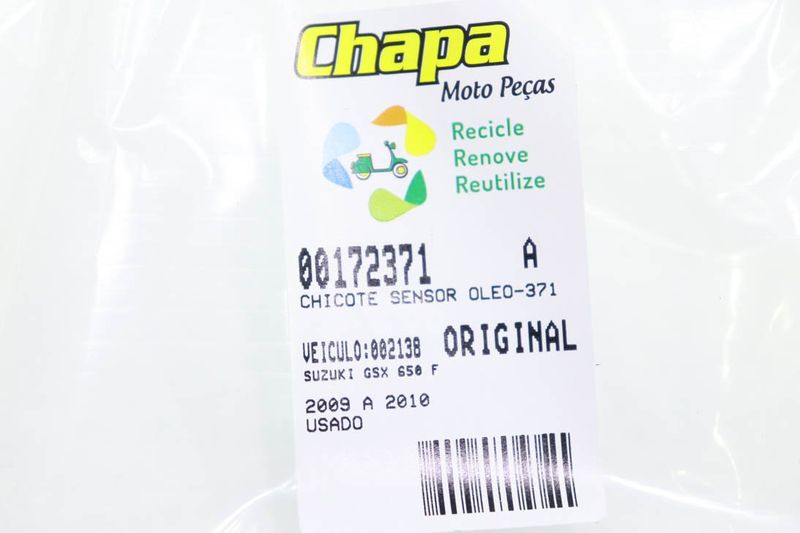 Chapa
Moto Peças
Recicle
Renove
Reutilize
00172371 A
CHICOTE SENSOR OLEO-371
VEICULO:002138 ORIGINAL
SUZUKI GSX 650 F
2009 A 2010
USADO